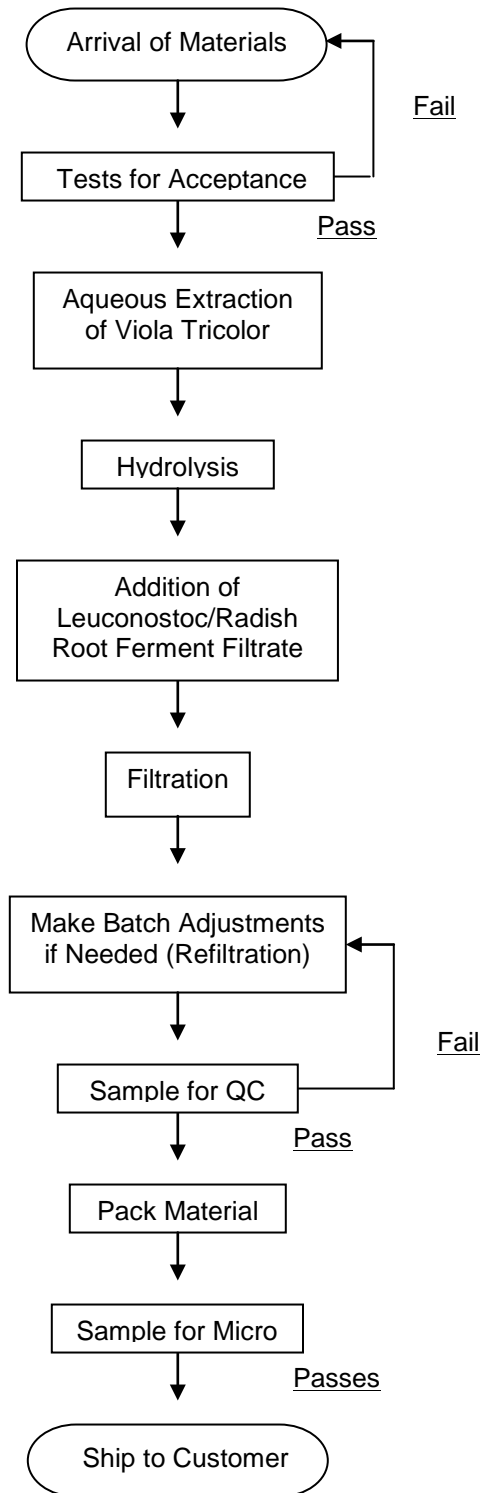 Arrival of Materials
Fail
Tests for Acceptance
Pass
Aqueous Extraction
of Viola Tricolor
Hydrolysis
Addition of
Leuconostoc/Radish
Root Ferment Filtrate
Filtration
Make Batch Adjustments
if Needed (Refiltration)
Fail
Sample for QC
Pass
Pack Material
Sample for Micro
Passes
Ship to Customer